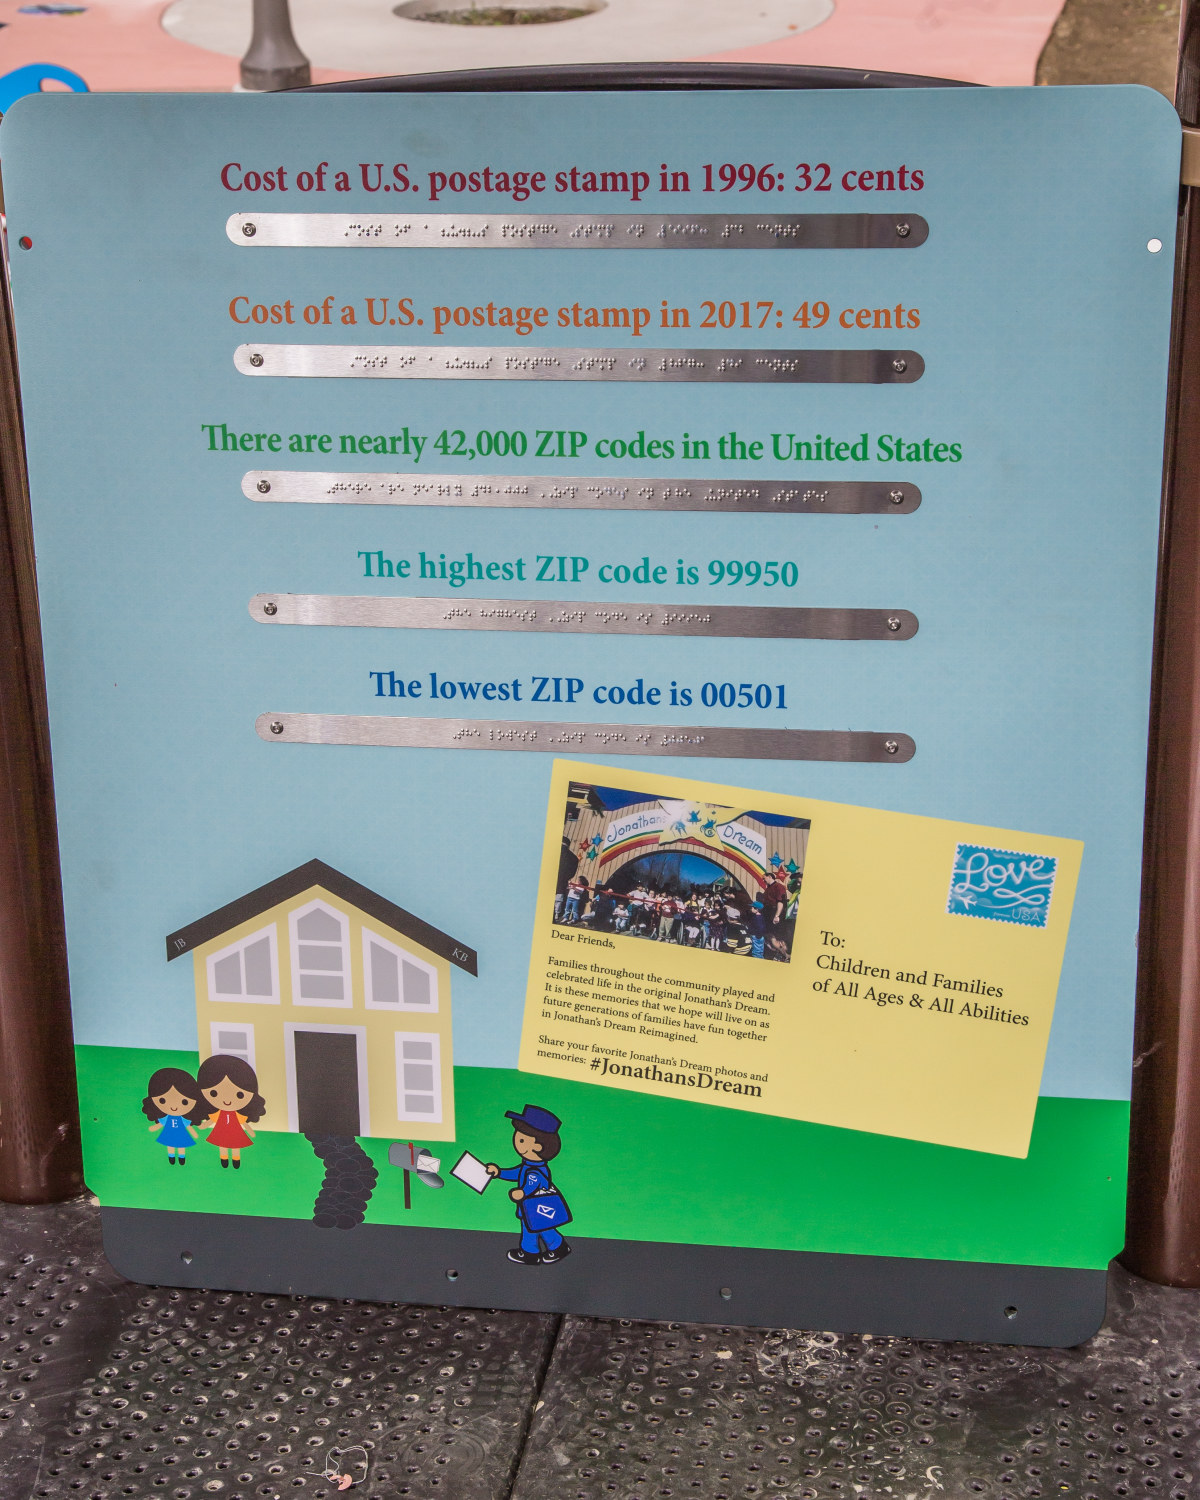 Cost of a U.S. postage stamp in 1996: 32 cents
Cost of a U.S. postage stamp in 2017: 49 cents
There are nearly 42,000 ZIP codes in the United States
The highest ZIP code is 99950
The lowest ZIP code is 00501
Jonathan's Dream
Love
USA
Dear Friends,
Families throughout the community played and
celebrated life in the original Jonathan's Dream.
It is these memories that we hope will live on as
future generations of families have fun together
in Jonathan's Dream Reimagined.
Share your favorite Jonathan's Dream photos and
memories: #JonathansDream
To:
Children and Families
of All Ages & All Abilities
JB
KB
E
J